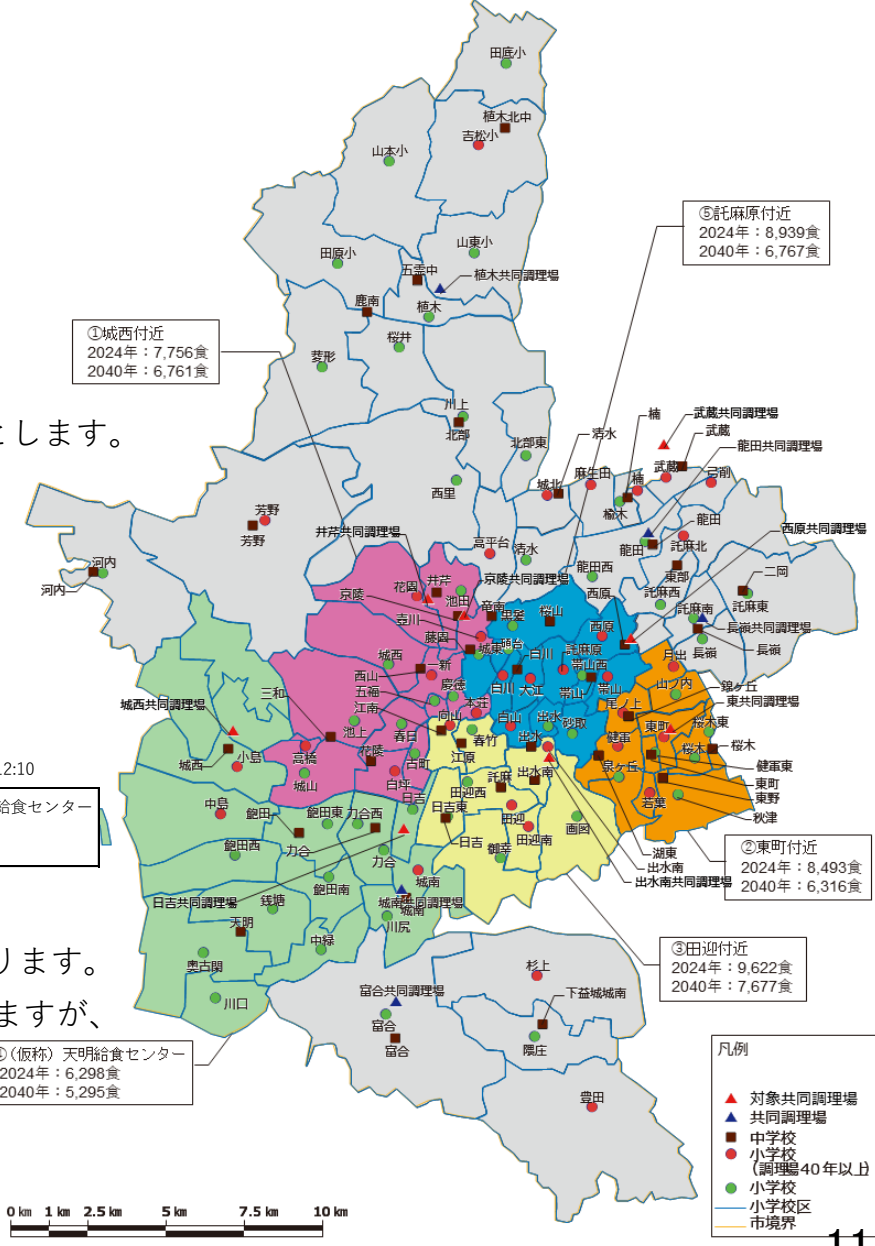 田底小
植木北中
吉松小
山本小
⑤託麻原付近
2024年：8,939食
2040年：6,767食
山東小
田原小
五霊中
植木共同調理場
鹿南
植木
①城西付近
2024年：7,756食
2040年：6,761食
桜井
菱形
とします。
川上
北部
楠
武蔵共同調理場
清水
武蔵
龍田共同調理場
北部東
麻生田
武蔵
西里
城北
楠
弓削
楡木
芳野
芳野
井芹共同調理場
高平台
龍田
西原共同調理場
清水
龍田
託麻北
河内
河内
龍田西
東部
二岡
花園
井芹
京陵共同調理場
西原
託麻西
京陵
池田
託麻東
竜南
黒髪
桜山
託麻南
壺川
西原
長嶺共同調理場
藤園
城東
碩台
白川
託麻原
長嶺
長嶺
城西
一新
帯山西
月出
西山
白川
大江
帯山
帯山
山ノ内
五福
慶徳
錦ケ丘
三和
江南
本荘
尾ノ上
東共同調理場
城西共同調理場
向山
白山
出水
砂取
東町
桜木東
池上
春日
春竹
出水
健軍
桜木
桜木
城西
小島
高橋
花陵
古町
江原
泉ケ丘
健軍東
12:10
城山
白坪
託麻
出水南
東町
給食センター
田迎西
若葉
東野
中島
飽田
飽田東
力合西
日吉
日吉東
田迎
画図
秋津
飽田西
力合
力合
日吉
御幸
田迎南
湖東
②東町付近
2024年：8,493食
2040年：6,316食
出水南
飽田南
城南
出水南共同調理場
日吉共同調理場
銭塘
城南共同調理場
城南
天明
川尻
ります。
奥古閑
中緑
③田迎付近
2024年：9,622食
2040年：7,677食
杉上
川口
富合共同調理場
下益城城南
ますが、
富合
富合
隈庄
(仮称）天明給食センター
2024年：6,298食
2040年：5,295食
豊田
凡例
対象共同調理場
共同調理場
中学校
小学校
(調理場40年以上)
小学校
小学校区
市境界
0 km 1 km 2.5 km 5 km 7.5 km 10 km
11